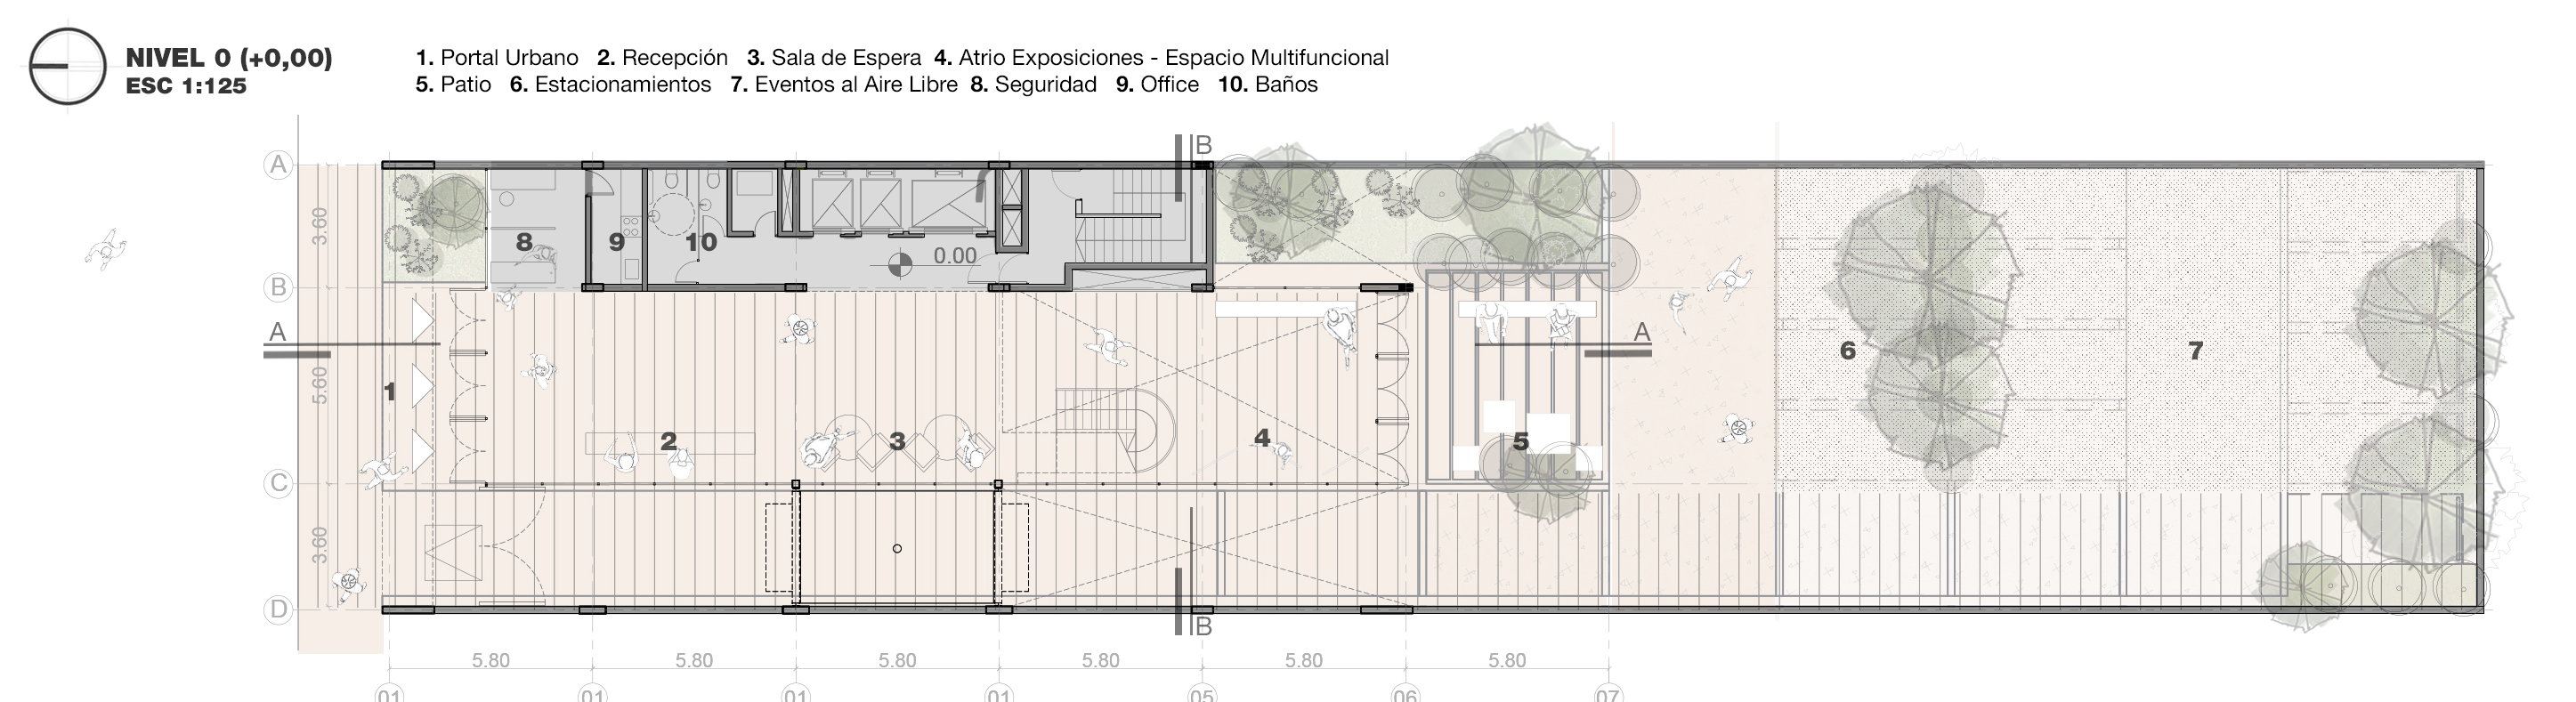 NIVEL 0 (+0,00)
ESC 1:125
1. Portal Urbano 2. Recepción 3. Sala de Espera 4. Atrio Exposiciones - Espacio Multifuncional
5. Patio 6. Estacionamientos 7. Eventos al Aire Libre 8. Seguridad 9. Office 10. Baños
B
A
3.60
8
9
10
0.00
B
A
A
6
7
5.60
1
2
3
4
5
C
3.60
D
B
5.80
5.80
5.80
5.80
5.80
5.80
01
01
01
01
05
06
07